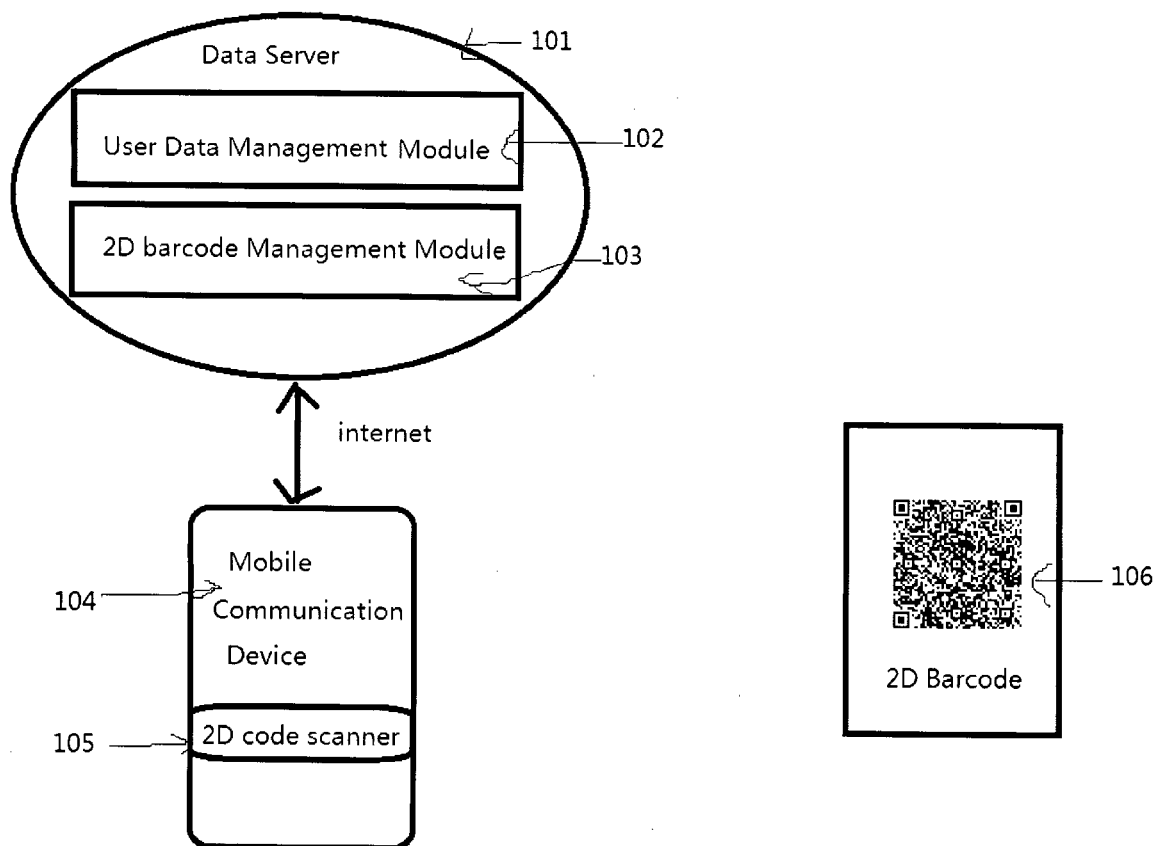 Data Server
101
User Data Management Module
102
2D barcode Management Module
103
internet
Mobile
Communication
Device
104
2D code scanner
105
106
2D Barcode